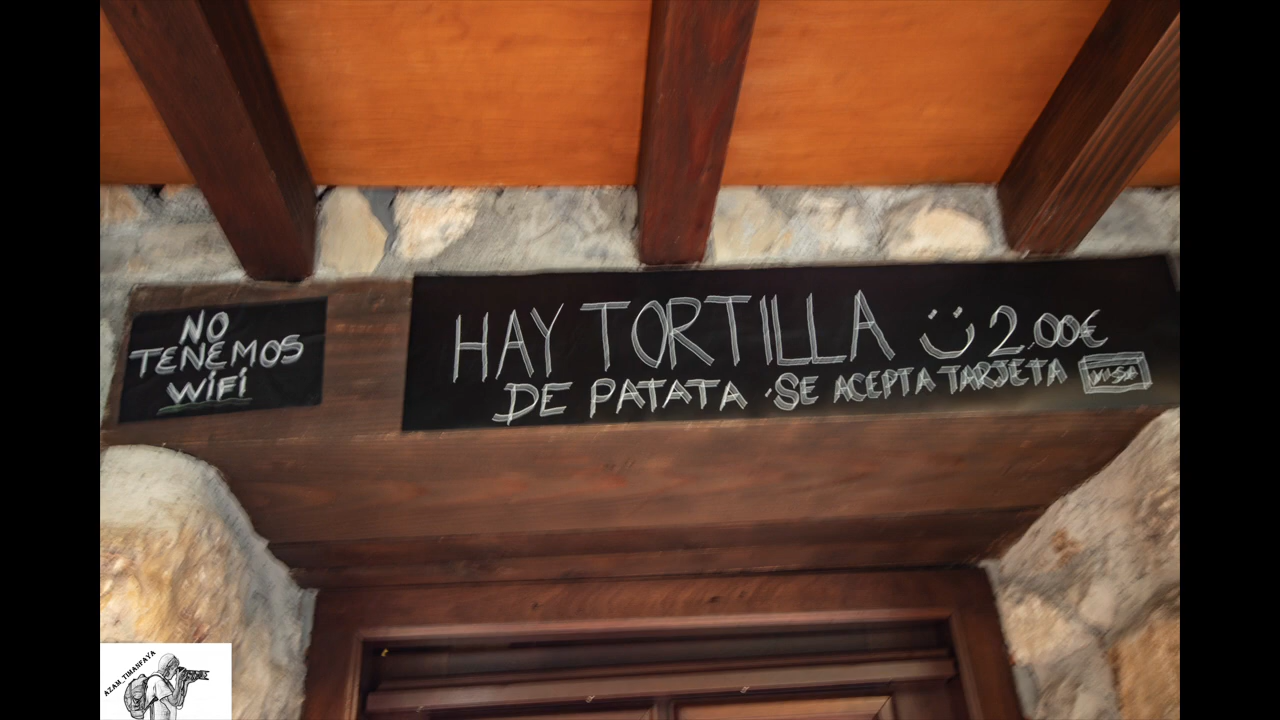 NO
TENEMOS
WiFi
HAY TORTILLA 2,00€
DE PATATA ·SE ACEPTA TARJETA VISA
AZAM_TIMANFAYA